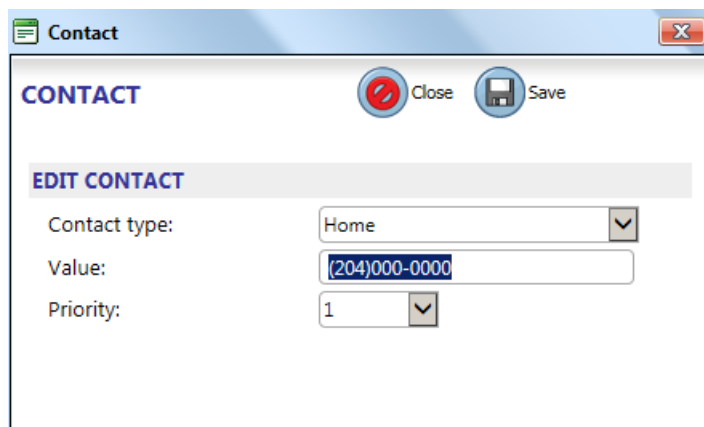 Contact
CONTACT Close Save
EDIT CONTACT
Contact type: Home
Value: (204)000-0000
Priority: 1